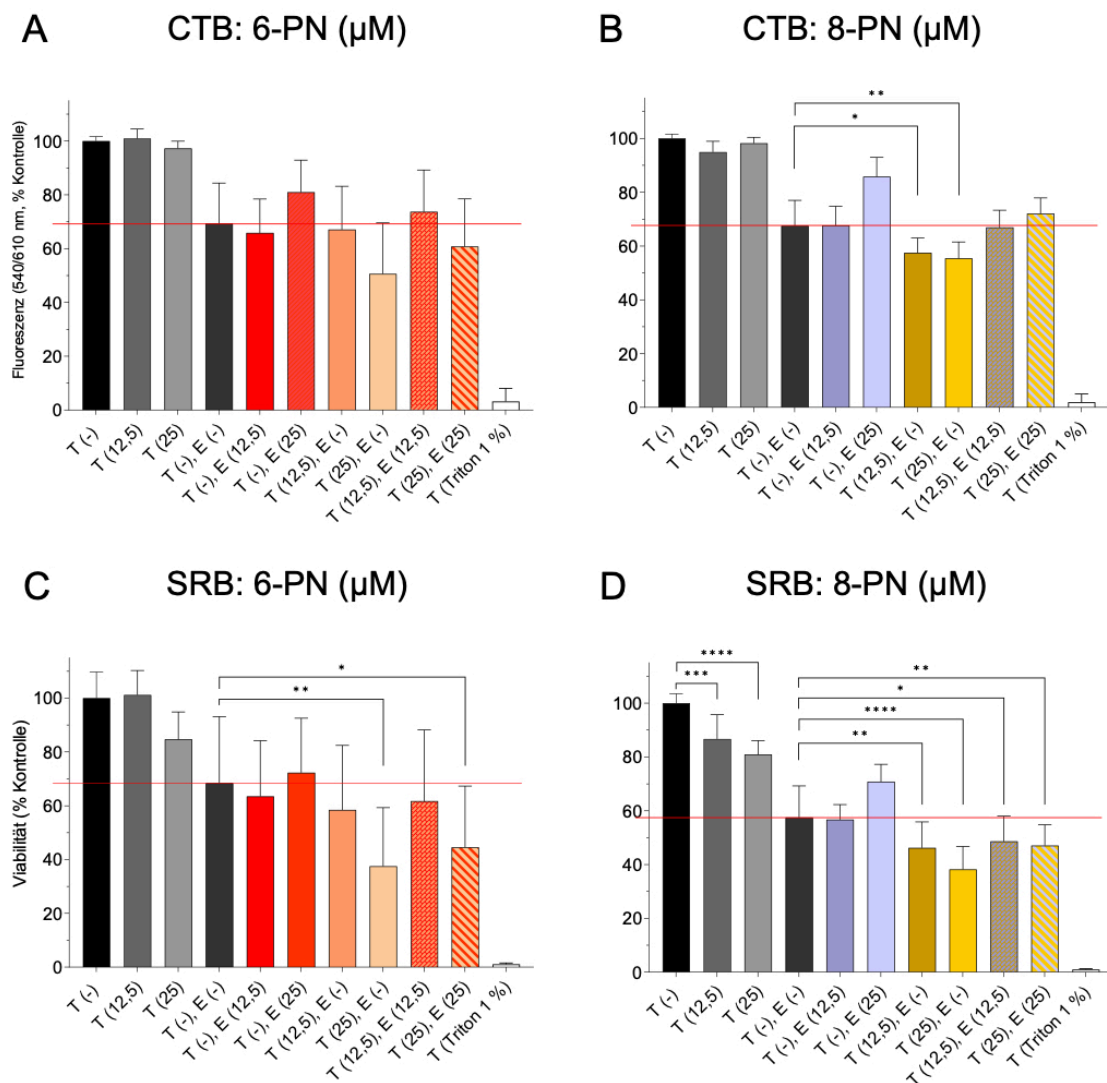 A
CTB: 6-PN (µM)
Fluoreszenz (540/610 nm, % Kontrolle)
100
80
60
40
20
0
T (-)
T (12,5)
T (25)
T (-), E (-)
T (-), E (12,5)
T (-), E (25)
T (12,5), E (-)
T (25), E (-)
T (12,5), E (12,5)
T (25), E (25)
T (Triton 1 %)
B
CTB: 8-PN (µM)
**
*
100
80
60
40
20
0
T (-)
T (12,5)
T (25)
T (-), E (-)
T (-), E (12,5)
T (-), E (25)
T (12,5), E (-)
T (25), E (-)
T (12,5), E (12,5)
T (25), E (25)
T (Triton 1 %)
C
SRB: 6-PN (µM)
Viabilität (% Kontrolle)
*
**
100
80
60
40
20
0
T (-)
T (12,5)
T (25)
T (-), E (-)
T (-), E (12,5)
T (-), E (25)
T (12,5), E (-)
T (25), E (-)
T (12,5), E (12,5)
T (25), E (25)
T (Triton 1 %)
D
SRB: 8-PN (µM)
****
***
**
*
****
**
100
80
60
40
20
0
T (-)
T (12,5)
T (25)
T (-), E (-)
T (-), E (12,5)
T (-), E (25)
T (12,5), E (-)
T (25), E (-)
T (12,5), E (12,5)
T (25), E (25)
T (Triton 1 %)